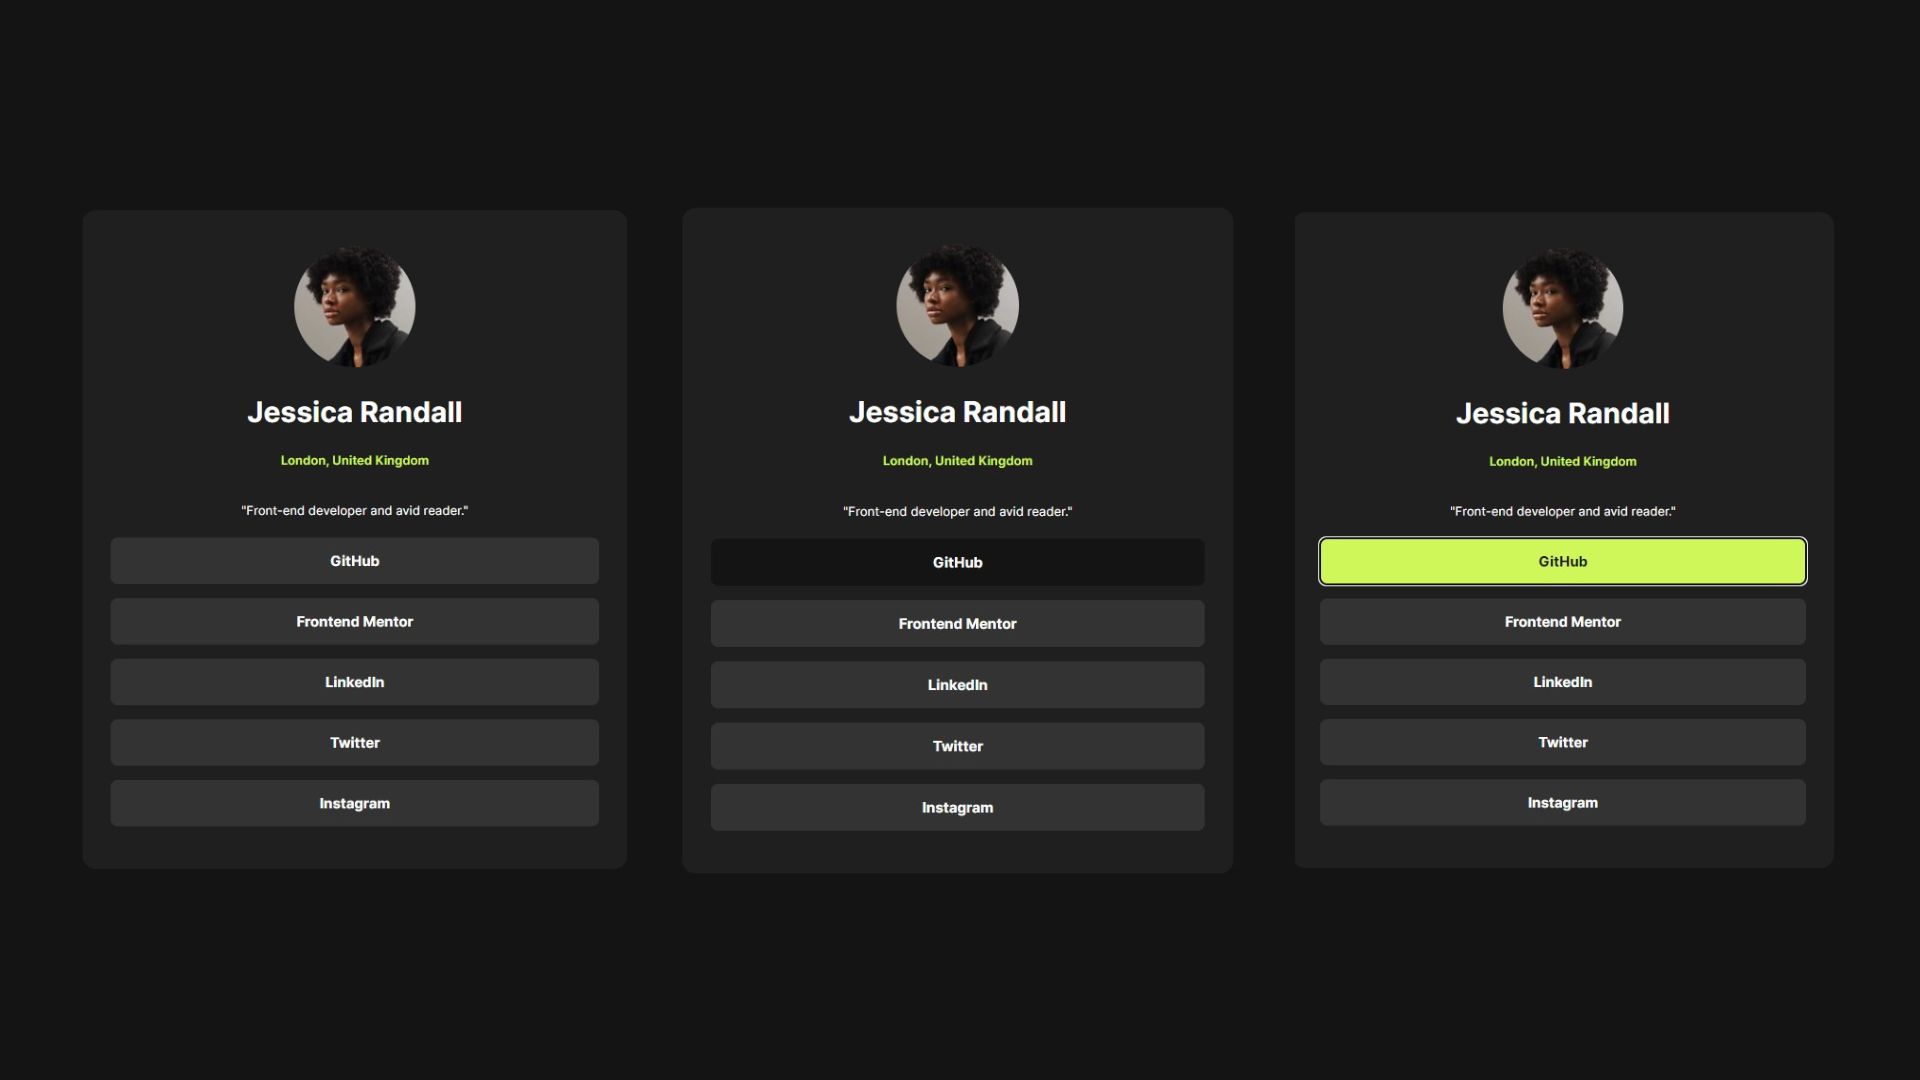 Jessica Randall
London, United Kingdom
"Front-end developer and avid reader."
GitHub
Frontend Mentor
LinkedIn
Twitter
Instagram
Jessica Randall
London, United Kingdom
"Front-end developer and avid reader."
GitHub
Frontend Mentor
LinkedIn
Twitter
Instagram
Jessica Randall
London, United Kingdom
"Front-end developer and avid reader."
GitHub
Frontend Mentor
LinkedIn
Twitter
Instagram